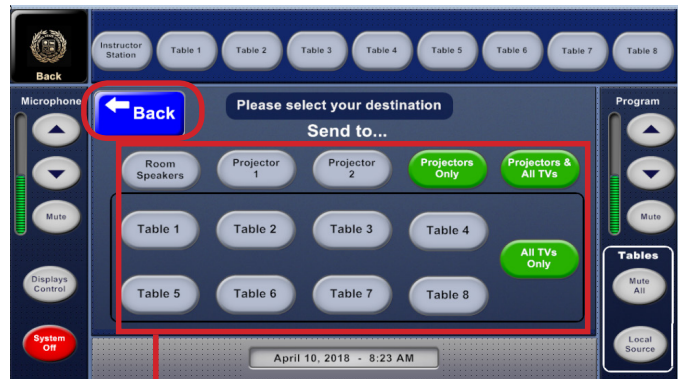 Back
Instructor
Station
Table 1
Table 2
Table 3
Table 4
Table 5
Table 6
Table 7
Table 8
Microphone
Mute
Displays
Control
System
Off
Back
Please select your destination
Send to...
Room
Speakers
Projector
1
Projector
2
Projectors
Only
Projectors &
All TVs
Table 1
Table 2
Table 3
Table 4
All TVs
Only
Table 5
Table 6
Table 7
Table 8
April 10, 2018 - 8:23 AM
Program
Mute
Tables
Mute
All
Local
Source